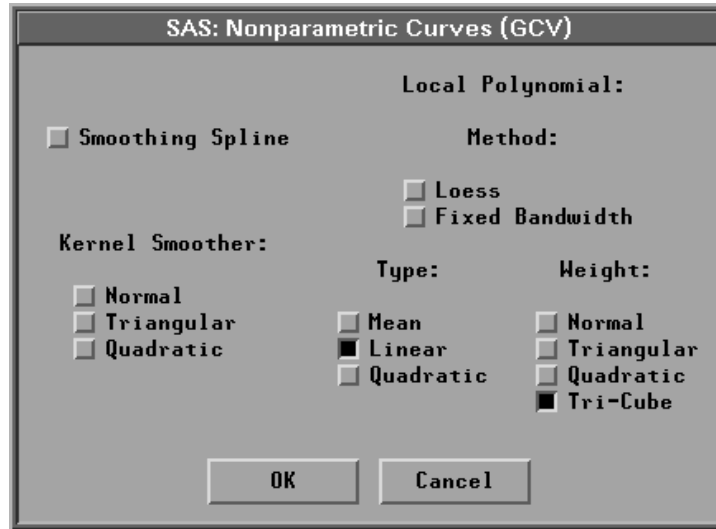 SAS: Nonparametric Curves (GCV)
Local Polynomial:
Smoothing Spline
Method:
Loess
Fixed Bandwidth
Kernel Smoother:
Normal
Triangular
Quadratic
Type:
Mean
Linear
Quadratic
Weight:
Normal
Triangular
Quadratic
Tri-Cube
OK
Cancel